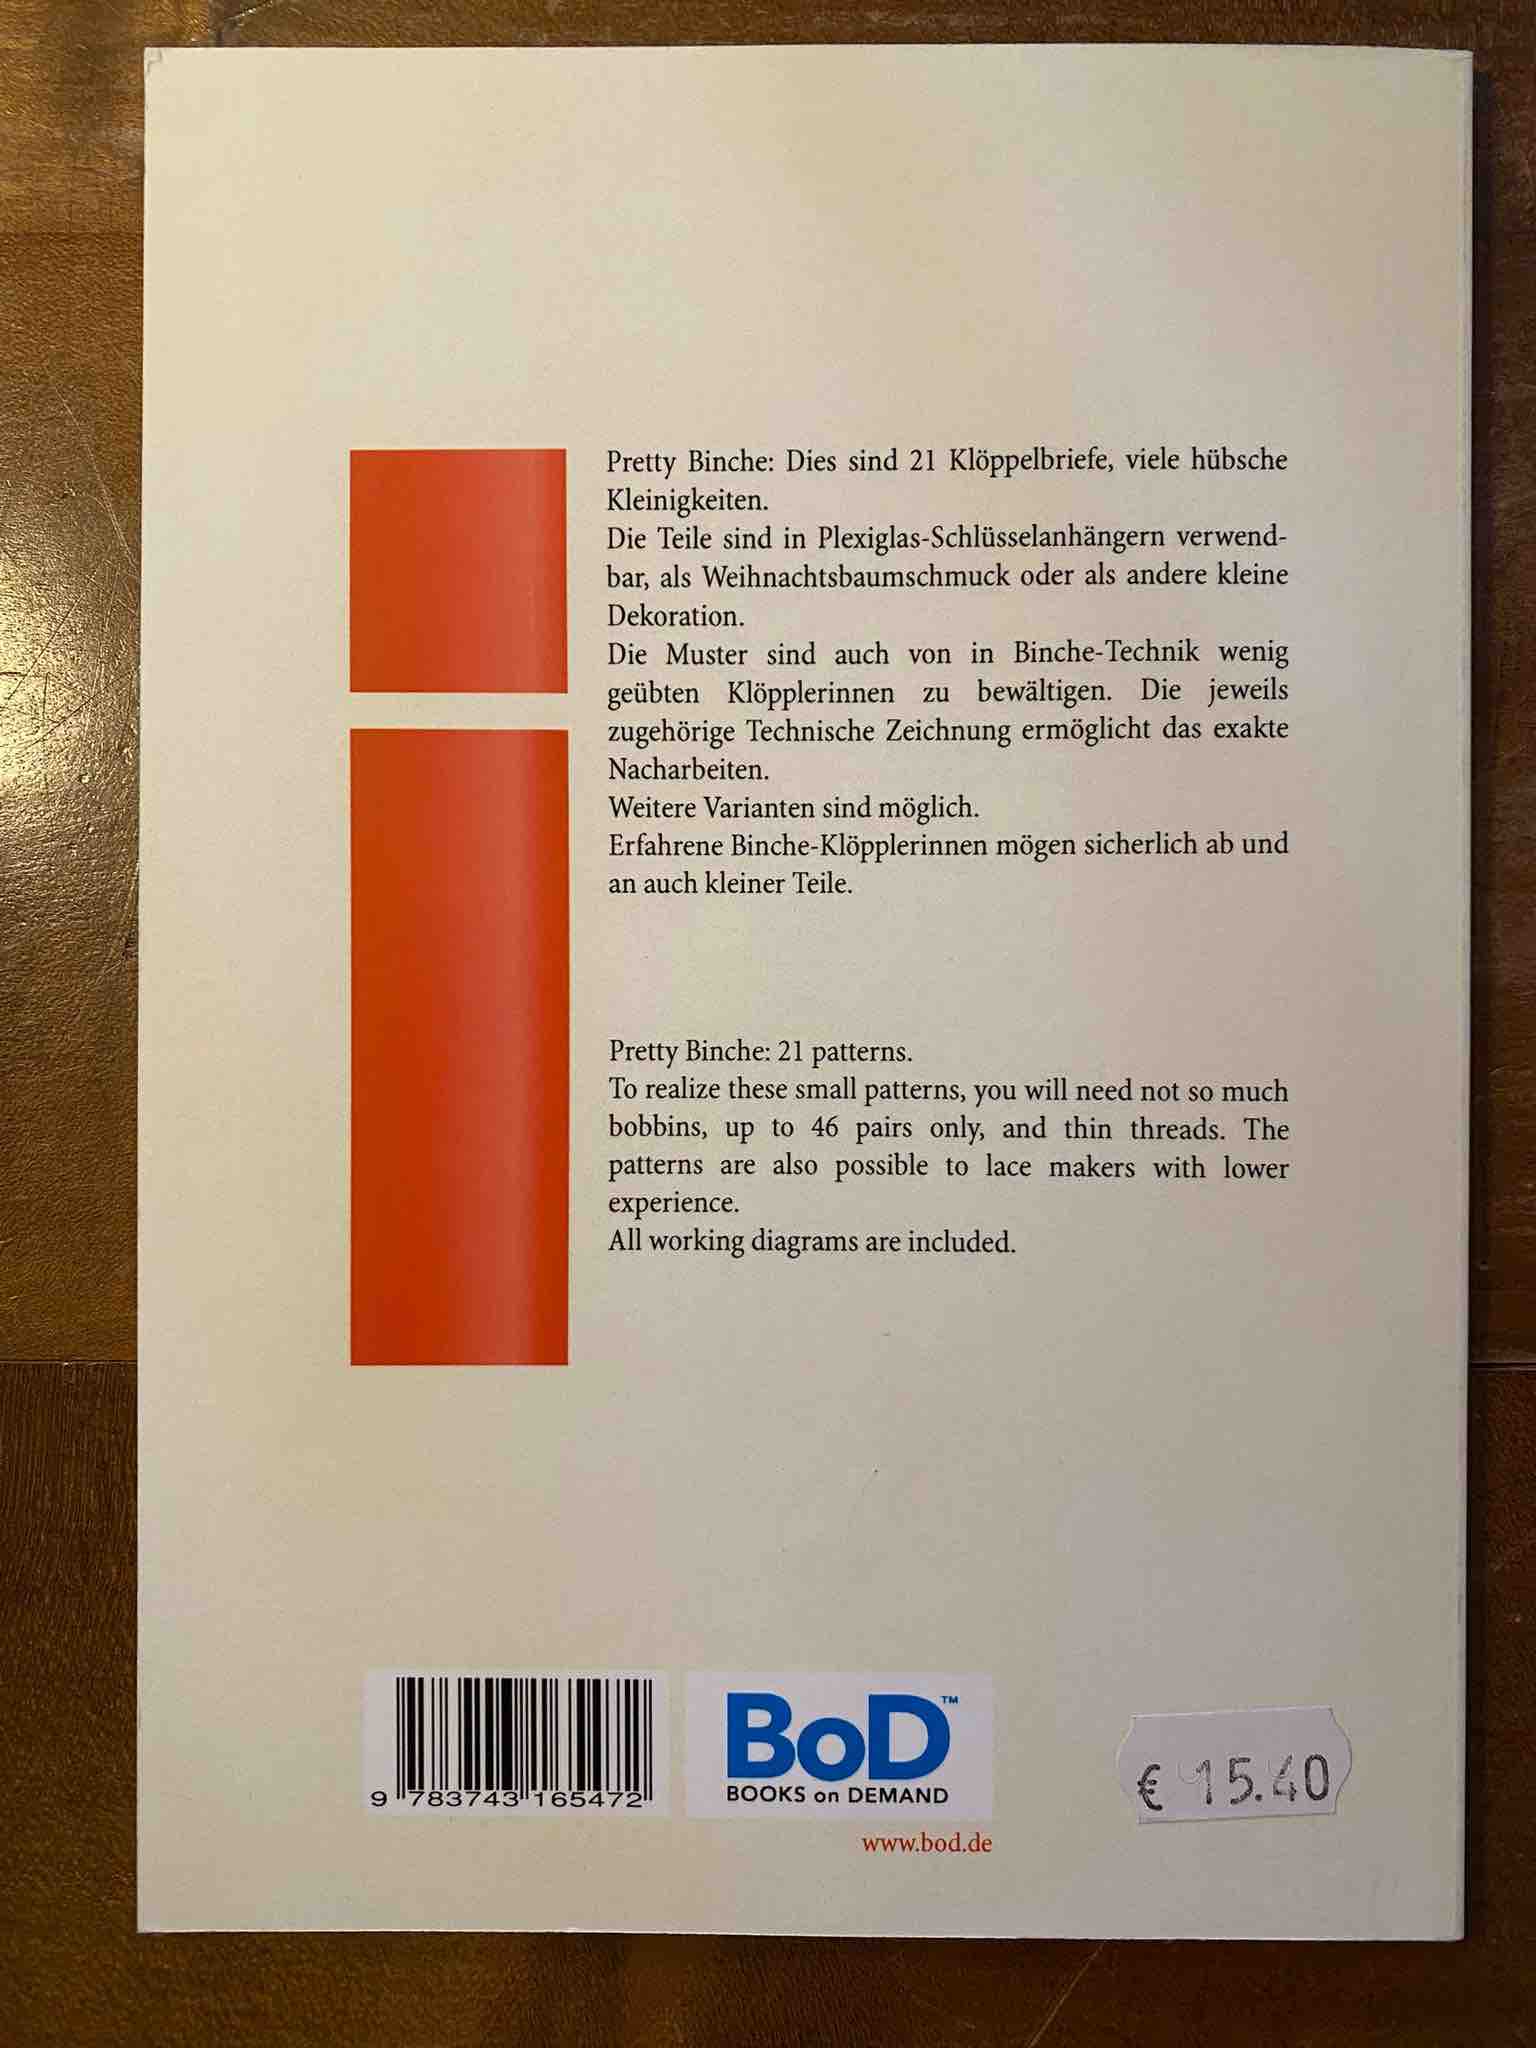 Pretty Binche: Dies sind 21 Klöppelbriefe, viele hübsche
Kleinigkeiten.
Die Teile sind in Plexiglas-Schlüsselanhängern verwend-
bar, als Weihnachtsbaumschmuck oder als andere kleine
Dekoration.
Die Muster sind auch von in Binche-Technik wenig
geübten Klöpplerinnen zu bewältigen. Die jeweils
zugehörige Technische Zeichnung ermöglicht das exakte
Nacharbeiten.
Weitere Varianten sind möglich.
Erfahrene Binche-Klöpplerinnen mögen sicherlich ab und
an auch kleiner Teile.
Pretty Binche: 21 patterns.
To realize these small patterns, you will need not so much
bobbins, up to 46 pairs only, and thin threads. The
patterns are also possible to lace makers with lower
experience.
All working diagrams are included.
9 783743 165472
BoD™
BOOKS on DEMAND
www.bod.de
€ 15.40